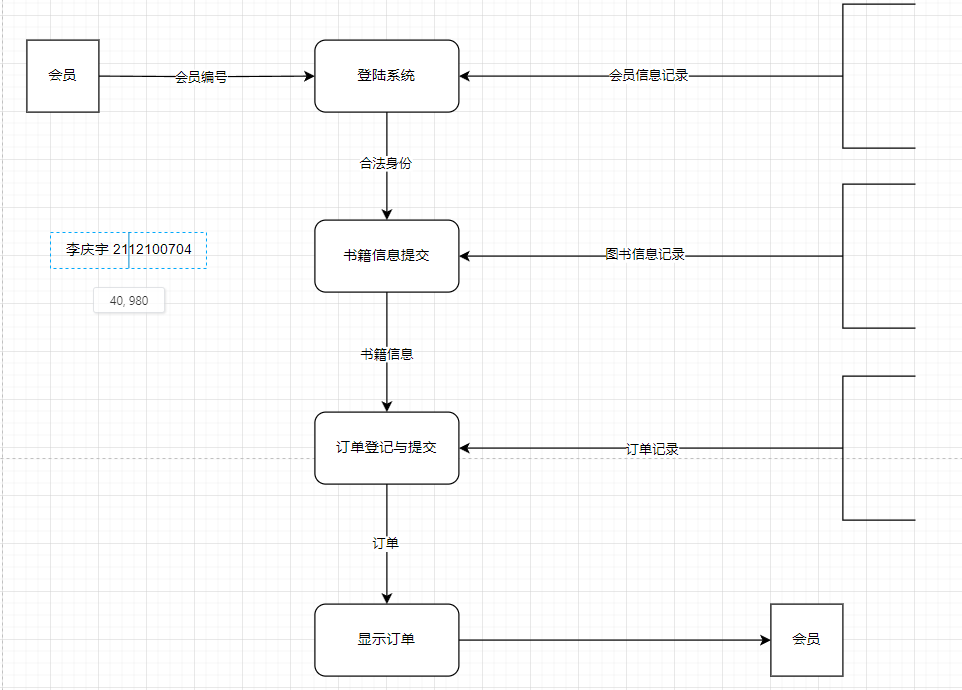 会员
会员编号
登陆系统
会员信息记录
合法身份
李庆宇 2112100704
书籍信息提交
图书信息记录
40, 980
书籍信息
订单登记与提交
订单记录
订单
显示订单
会员